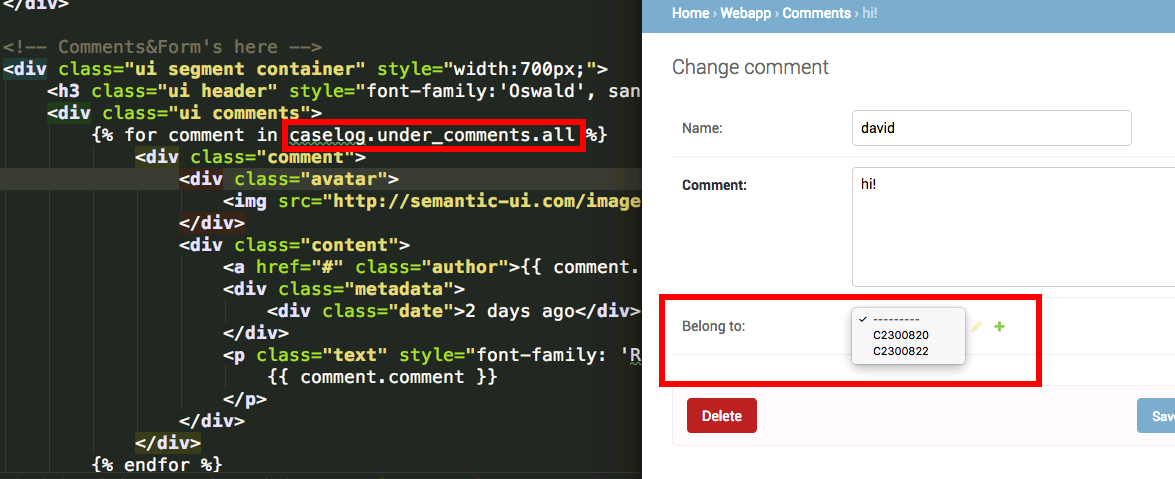 </div>
<!-- Comments&Form's here -->
<div class="ui segment container" style="width:700px;">
<h3 class="ui header" style="font-family:'Oswald', san
<div class="ui comments">
{% for comment in caselog.under_comments.all %}
<div class="comment">
<div class="avatar">
<img src="http://semantic-ui.com/image
</div>
<div class="content">
<a href="#" class="author">{{ comment.
<div class="metadata">
<div class="date">2 days ago</div>
</div>
<p class="text" style="font-family: 'R
{{ comment.comment }}
</p>
</div>
</div>
{% endfor %}
Home › Webapp › Comments › hi!
Change comment
Name:
david
Comment:
hi!
Belong to:
✓ ---------
C2300820
C2300822
Delete
Save